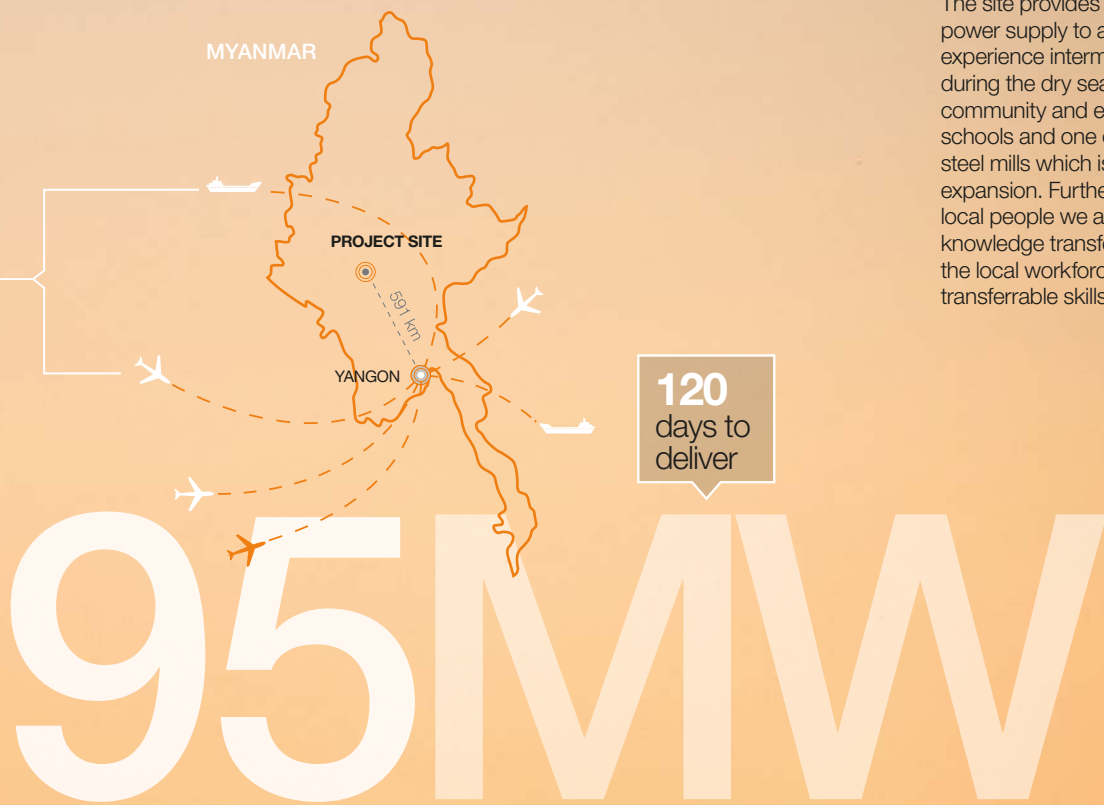 MYANMAR
PROJECT SITE
591 km
YANGON
120
days to
deliver
95MW
The site provides
power supply to a
experience interm
during the dry sea
community and e
schools and one
steel mills which is
expansion. Furthe
local people we a
knowledge transfe
the local workforc
transferrable skills